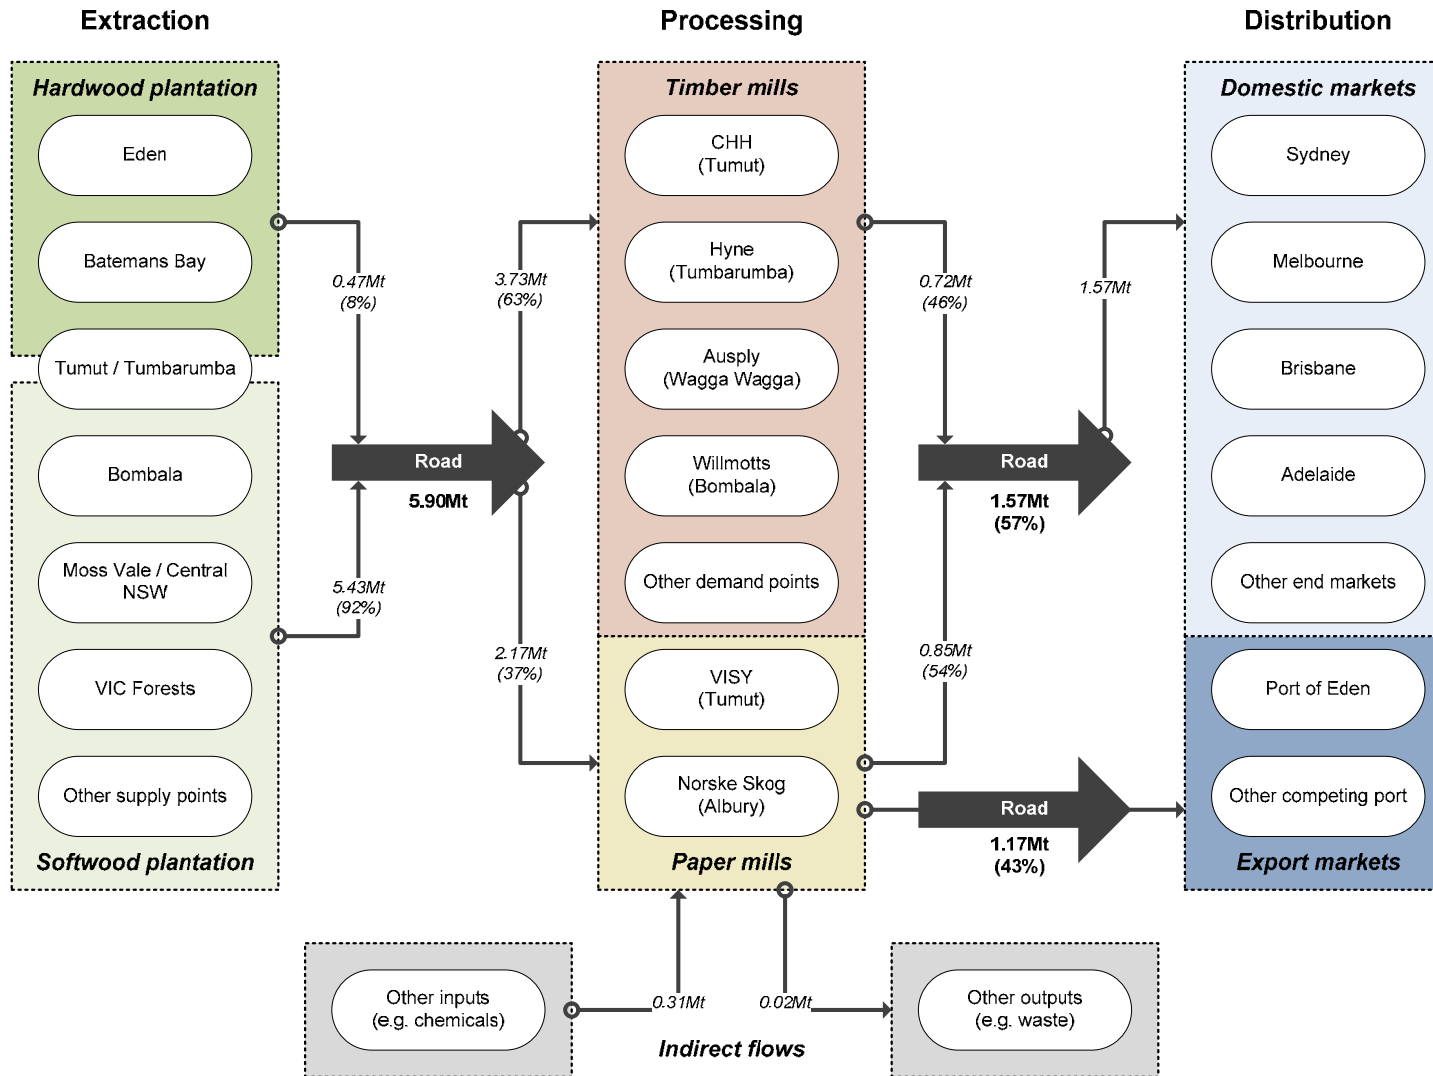 Extraction
Processing
Distribution
Hardwood plantation
Eden
Batemans Bay
Tumut / Tumbarumba
Bombala
Moss Vale / Central
NSW
VIC Forests
Other supply points
Softwood plantation
0.47Mt
(8%)
5.43Mt
(92%)
Road
5.90Mt
3.73Mt
(63%)
2.17Mt
(37%)
Timber mills
CHH
(Tumut)
Hyne
(Tumbarumba)
Ausply
(Wagga Wagga)
Willmotts
(Bombala)
Other demand points
VISY
(Tumut)
Norske Skog
(Albury)
Paper mills
0.72Mt
(46%)
0.85Mt
(54%)
Road
1.57Mt
(57%)
1.57Mt
Road
1.17Mt
(43%)
Domestic markets
Sydney
Melbourne
Brisbane
Adelaide
Other end markets
Port of Eden
Other competing port
Export markets
Other inputs
(e.g. chemicals)
0.31Mt
0.02Mt
Other outputs
(e.g. waste)
Indirect flows